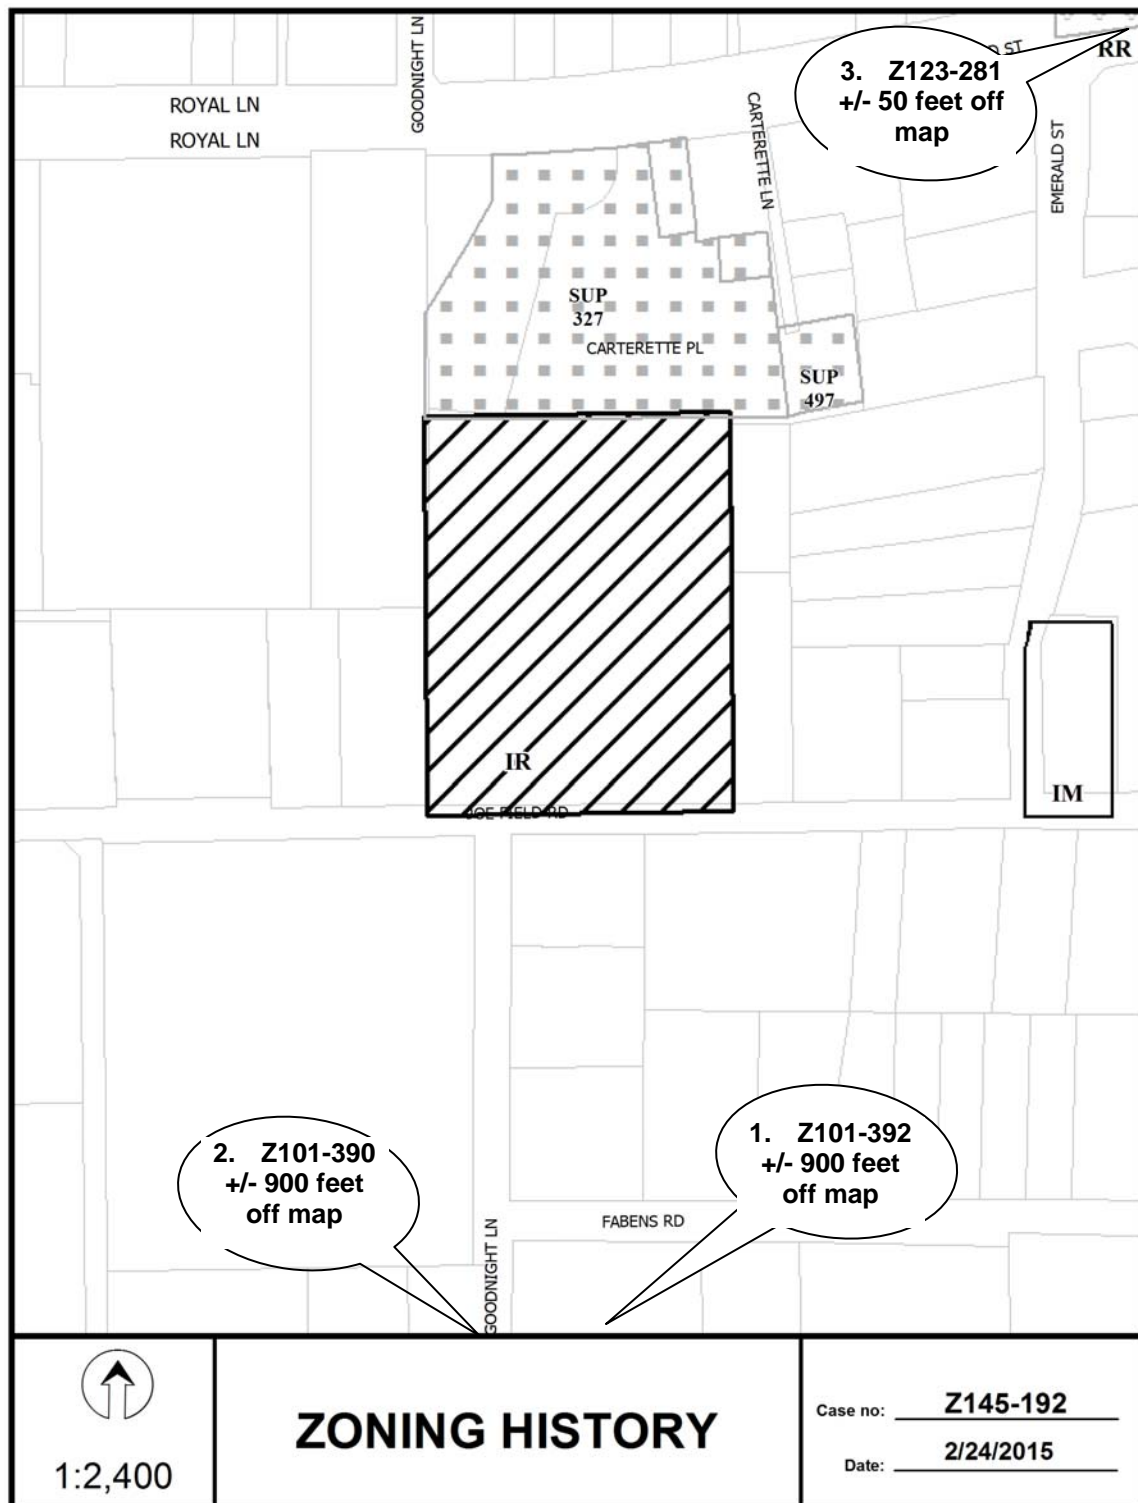 GOODNIGHT LN
ROYAL LN
ROYAL LN
3. Z123-281
+/- 50 feet off
map
D ST
RR
CARTERETTE LN
EMERALD ST
SUP
327
CARTERETTE PL
SUP
497
IR
JOE FIELD RD
IM
2. Z101-390
+/- 900 feet
off map
1. Z101-392
+/- 900 feet
off map
FABENS RD
GOODNIGHT LN
1:2,400
ZONING HISTORY
Case no: Z145-192
Date: 2/24/2015